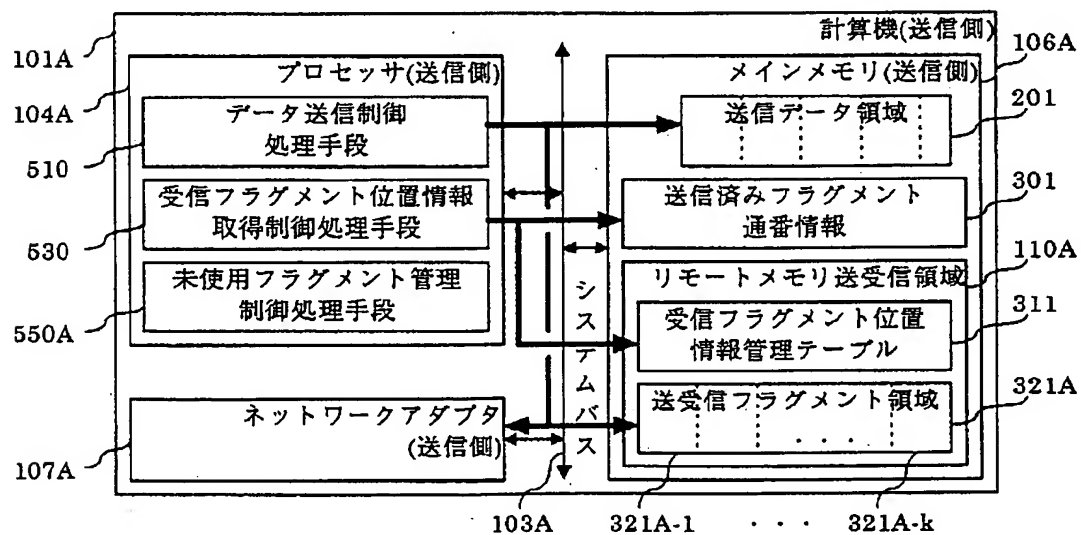 計算機(送信側)
101A
106A
プロセッサ(送信側)
メインメモリ(送信側)
104A
データ送信制御
処理手段
送信データ領域
201
510
受信フラグメント位置情報
取得制御処理手段
送信済みフラグメント
通番情報
301
530
リモートメモリ送受信領域
110A
未使用フラグメント管理
制御処理手段
550A
受信フラグメント位置
情報管理テーブル
311
システムバス
ネットワークアダプタ
(送信側)
送受信フラグメント領域
321A
107A
103A
321A-1
・・・
321A-k